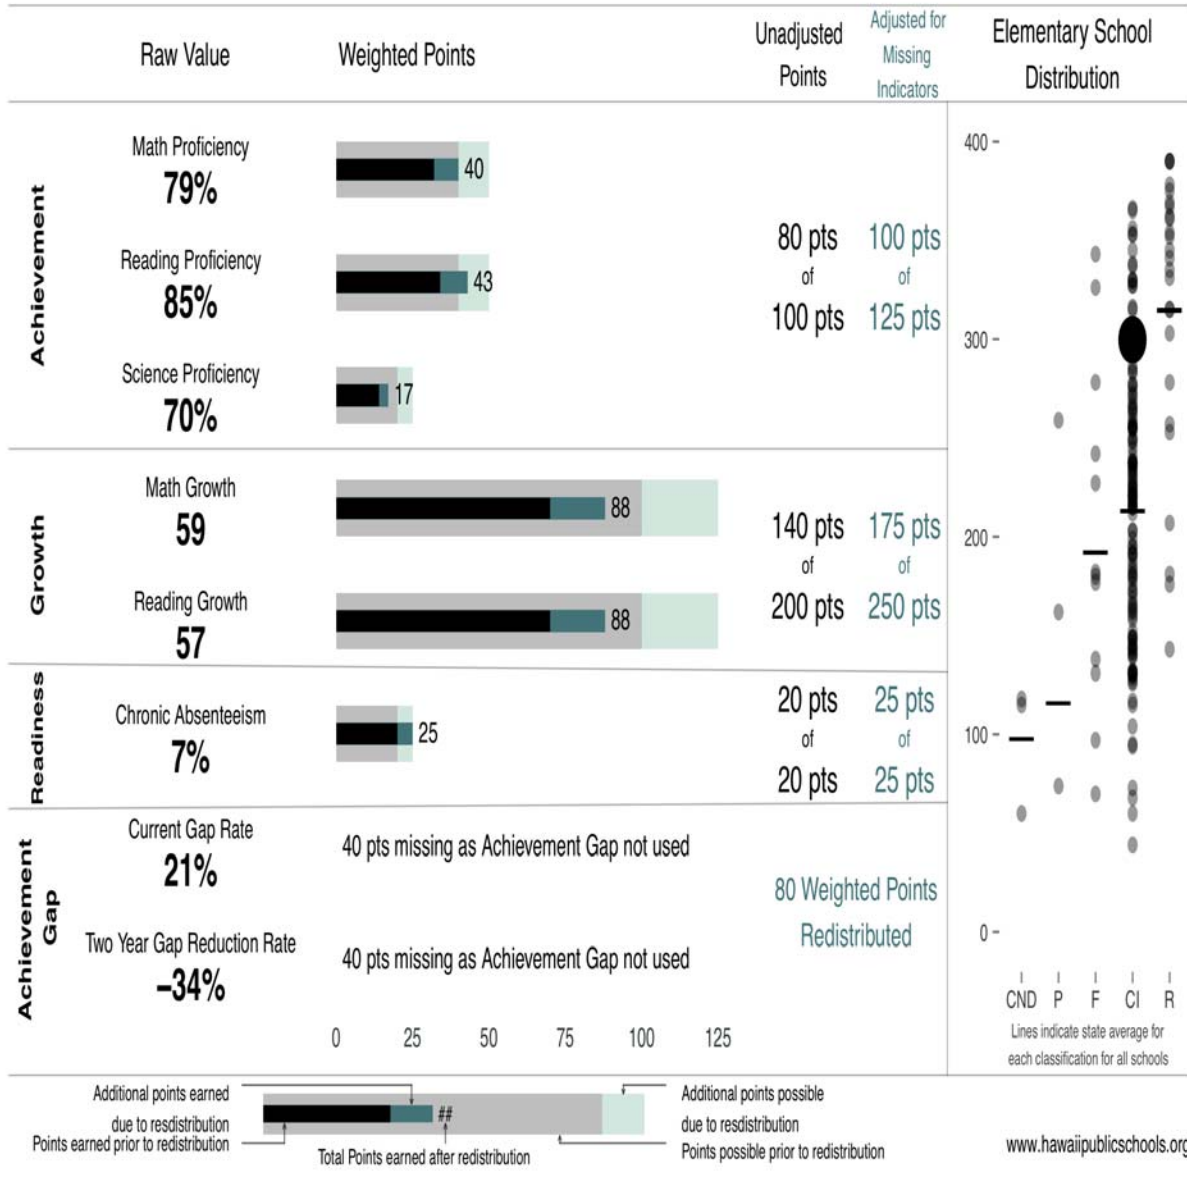 Raw Value
Weighted Points
Unadjusted
Points
Adjusted for
Missing
Indicators
Elementary School
Distribution
Achievement
Math Proficiency
79%
40
Reading Proficiency
85%
43
Science Proficiency
70%
17
80 pts
of
100 pts
100 pts
of
125 pts
Growth
Math Growth
59
88
Reading Growth
57
88
140 pts
of
200 pts
175 pts
of
250 pts
Readiness
Chronic Absenteeism
7%
25
20 pts
of
20 pts
25 pts
of
25 pts
Achievement
Gap
Current Gap Rate
21%
40 pts missing as Achievement Gap not used
Two Year Gap Reduction Rate
−34%
40 pts missing as Achievement Gap not used
80 Weighted Points
Redistributed
0 25 50 75 100 125
400
300
200
100
0
CND P F CI R
Lines indicate state average for
each classification for all schools
Additional points earned
due to resdistribution
Points earned prior to redistribution
##
Total Points earned after redistribution
Additional points possible
due to resdistribution
Points possible prior to redistribution
www.hawaiipublicschools.org